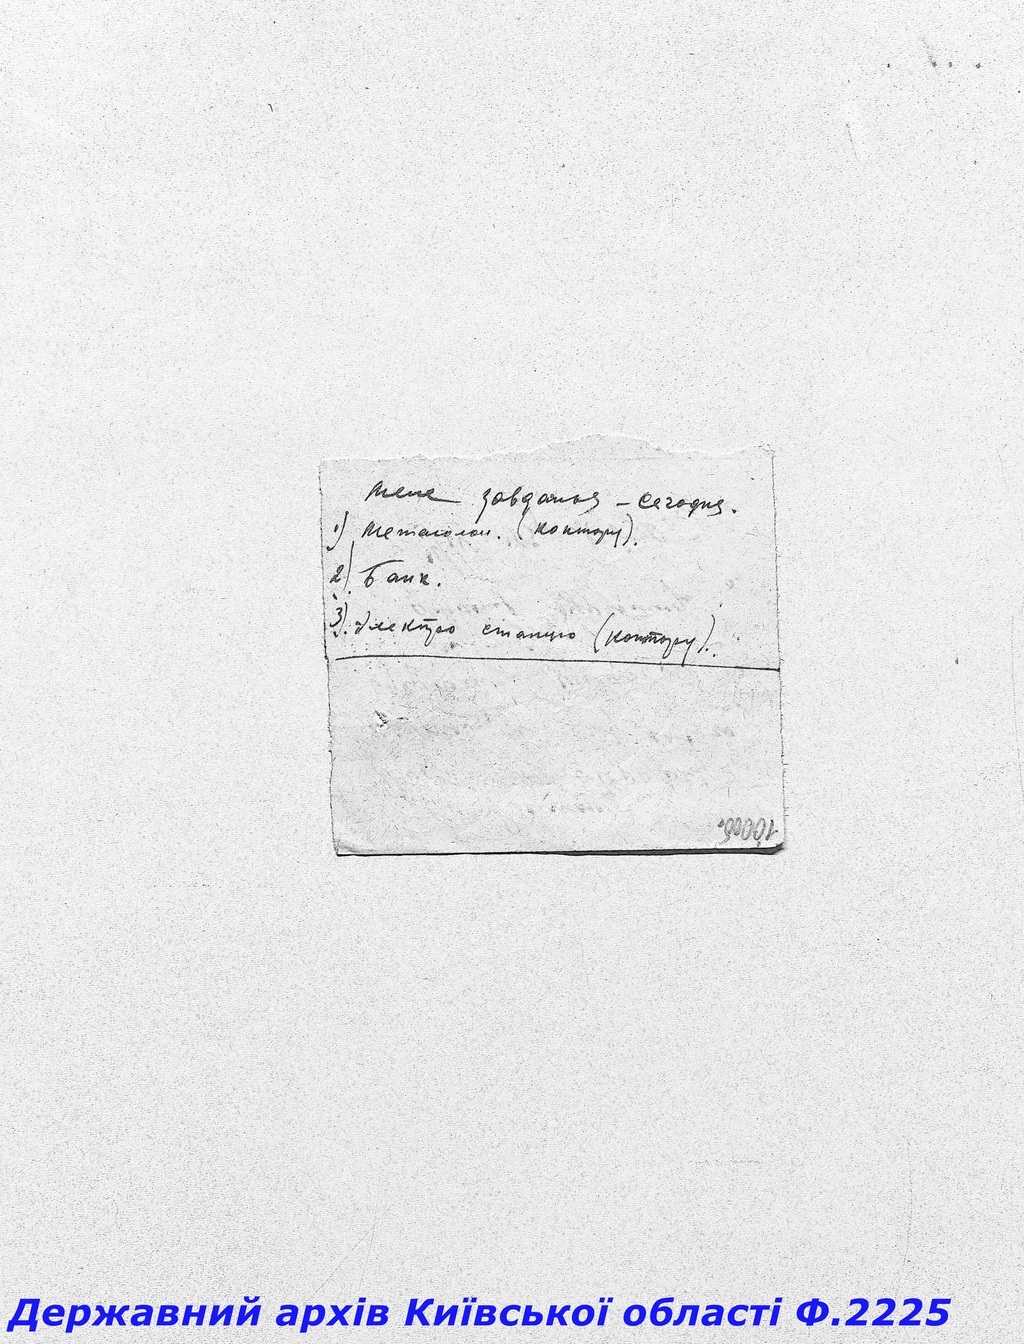 Мене завдання – Сегодня.
1) Металолом. (контору).
2) Банк.
3). Электро станцию (контору).
Державний архів Київської області Ф.2225